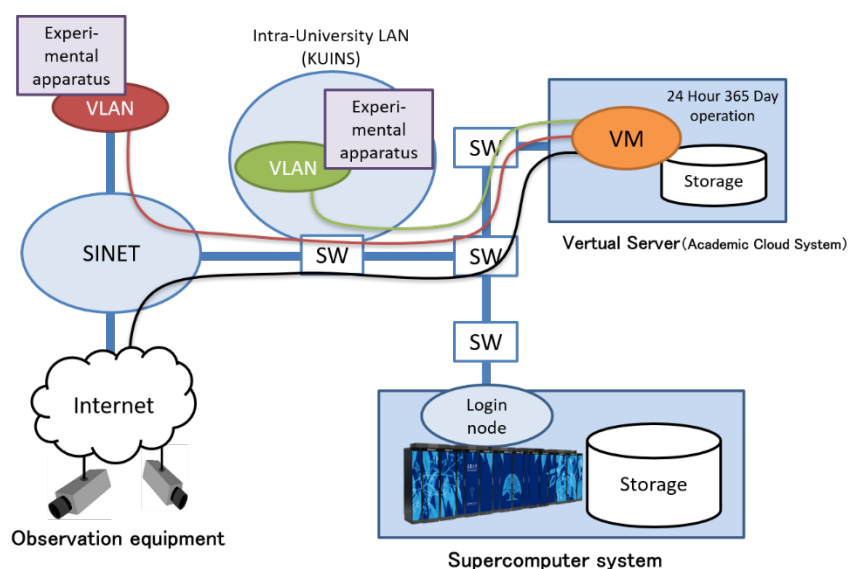 Experi-
mental
apparatus
VLAN
Intra-University LAN
(KUINS)
Experi-
mental
apparatus
VLAN
24 Hour 365 Day
operation
VM
Storage
SW
Vertual Server(Academic Cloud System)
SINET
SW
SW
SW
Internet
Login
node
Storage
Observation equipment
Supercomputer system